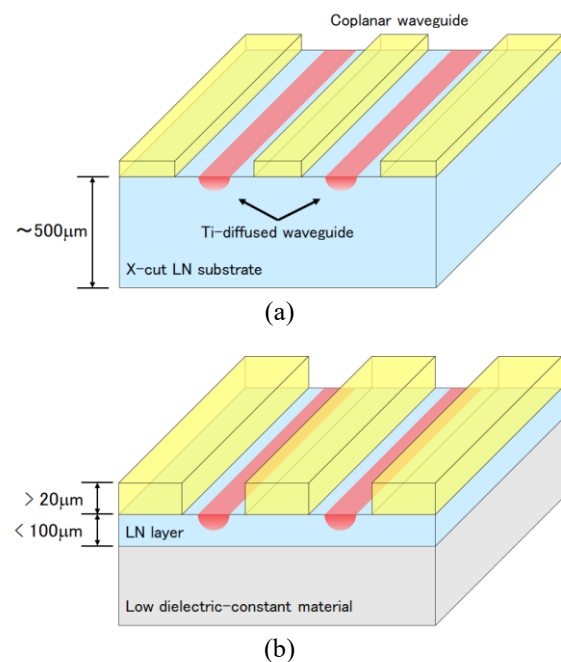 Coplanar waveguide
~500μm
Ti-diffused waveguide
X-cut LN substrate
(a)
> 20μm
< 100μm
LN layer
Low dielectric-constant material
(b)